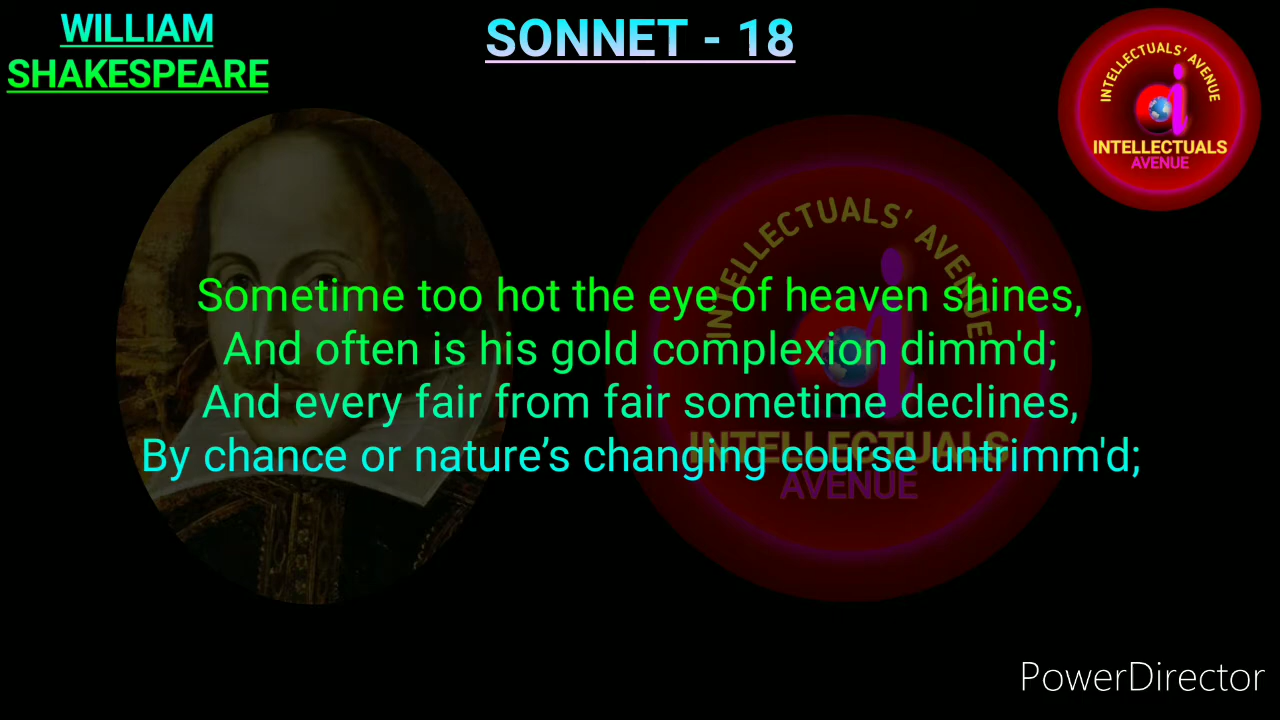 WILLIAM
SHAKESPEARE
SONNET - 18
INTELLECTUALS' AVENUE
INTELLECTUALS
AVENUE
INTELLECTUALS' AVENUE
Sometime too hot the eye of heaven shines,
And often is his gold complexion dimm'd;
And every fair from fair sometime declines,
By chance or nature’s changing course untrimm'd;
INTELLECTUALS
AVENUE
PowerDirector